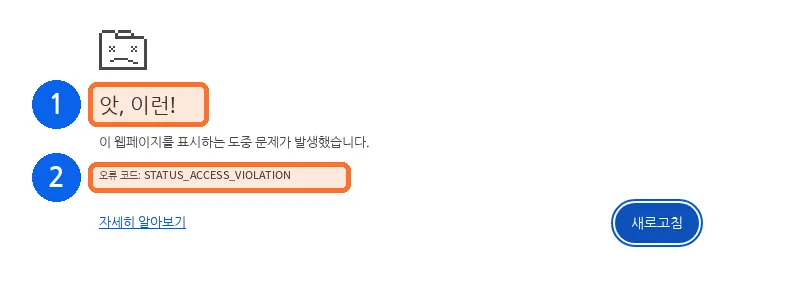 1
앗, 이런!
이 웹페이지를 표시하는 도중 문제가 발생했습니다.
2
오류 코드: STATUS_ACCESS_VIOLATION
자세히 알아보기
새로고침